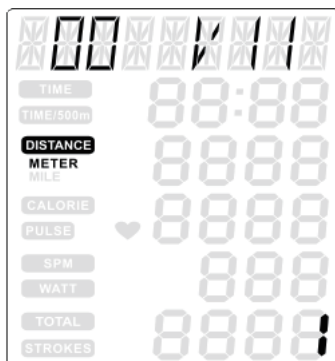 00 V11
TIME
TIME/500m
DISTANCE
METER
MILE
CALORIE
PULSE
SPM
WATT
TOTAL
STROKES
1